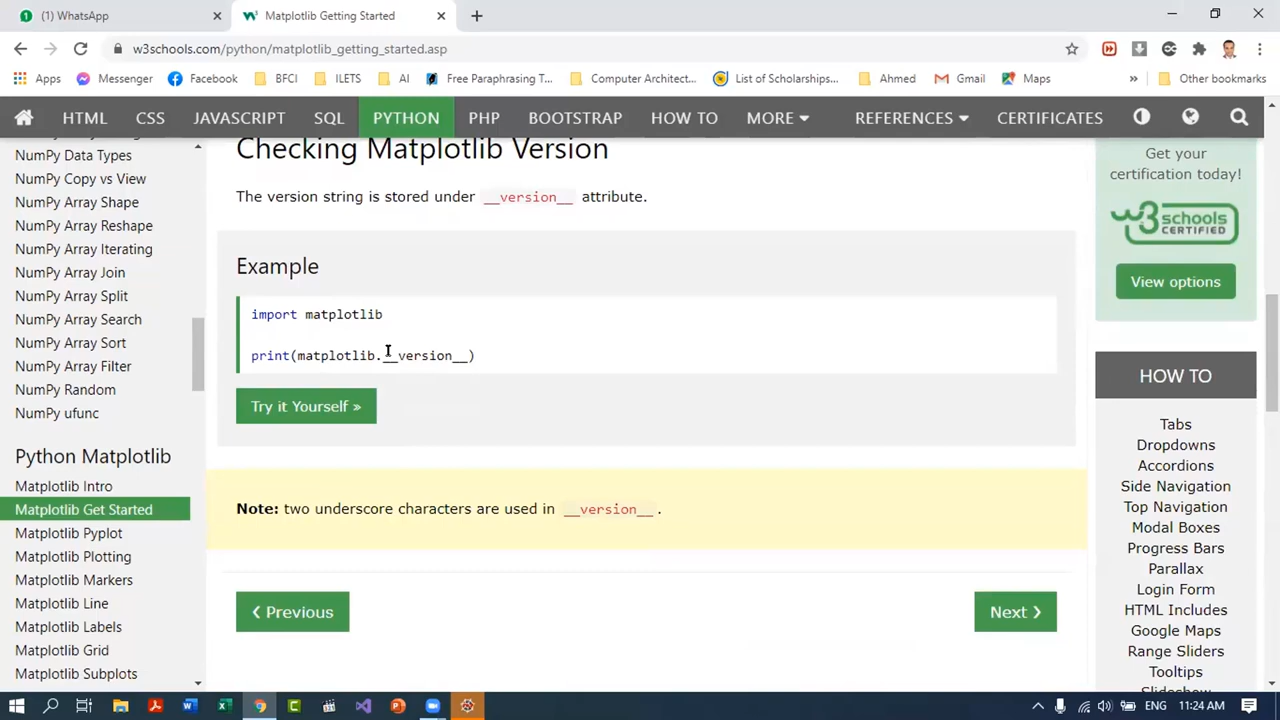 (1) WhatsApp
Matplotlib Getting Started
w3schools.com/python/matplotlib_getting_started.asp
Apps Messenger Facebook BFCI ILETS AI Free Paraphrasing T... Computer Architect... List of Scholarships... Ahmed Gmail Maps » Other bookmarks
HTML CSS JAVASCRIPT SQL PYTHON PHP BOOTSTRAP HOW TO MORE REFERENCES CERTIFICATES
NumPy Data Types
NumPy Copy vs View
NumPy Array Shape
NumPy Array Reshape
NumPy Array Iterating
NumPy Array Join
NumPy Array Split
NumPy Array Search
NumPy Array Sort
NumPy Array Filter
NumPy Random
NumPy ufunc
Python Matplotlib
Matplotlib Intro
Matplotlib Get Started
Matplotlib Pyplot
Matplotlib Plotting
Matplotlib Markers
Matplotlib Line
Matplotlib Labels
Matplotlib Grid
Matplotlib Subplots
Checking Matplotlib Version
The version string is stored under __version__ attribute.
Example
import matplotlib
print(matplotlib.__version__)
Try it Yourself »
Note: two underscore characters are used in __version__.
❮ Previous
Next ❯
Get your
certification today!
w3schools
CERTIFIED
View options
HOW TO
Tabs
Dropdowns
Accordions
Side Navigation
Top Navigation
Modal Boxes
Progress Bars
Parallax
Login Form
HTML Includes
Google Maps
Range Sliders
Tooltips
Slideshow
ENG 11:24 AM